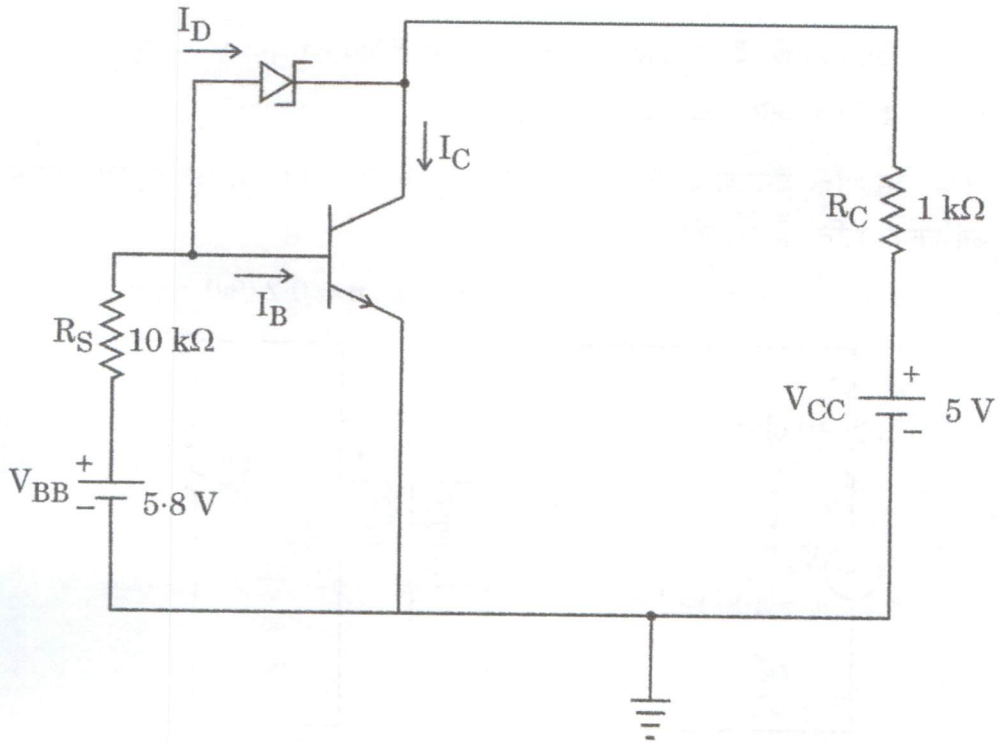 I_D
I_C
R_C 1 kΩ
I_B
R_S 10 kΩ
+
V_CC 5 V
−
+
V_BB 5·8 V
−